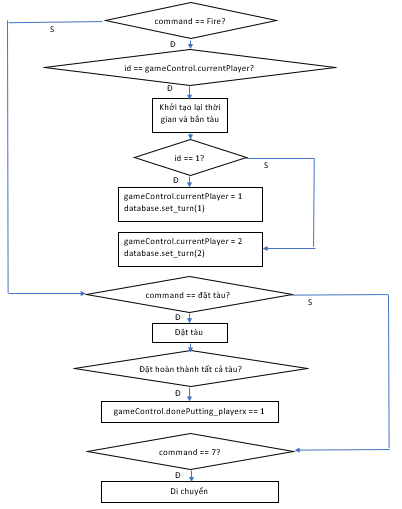 command == Fire?
S
Đ
id == gameControl.currentPlayer?
Đ
Khởi tạo lại thời
gian và bắn tàu
id == 1?
S
Đ
gameControl.currentPlayer = 1
database.set_turn(1)
gameControl.currentPlayer = 2
database.set_turn(2)
command == đặt tàu?
S
Đ
Đặt tàu
Đặt hoàn thành tất cả tàu?
Đ
gameControl.donePutting_playerx == 1
command == 7?
Đ
Di chuyển